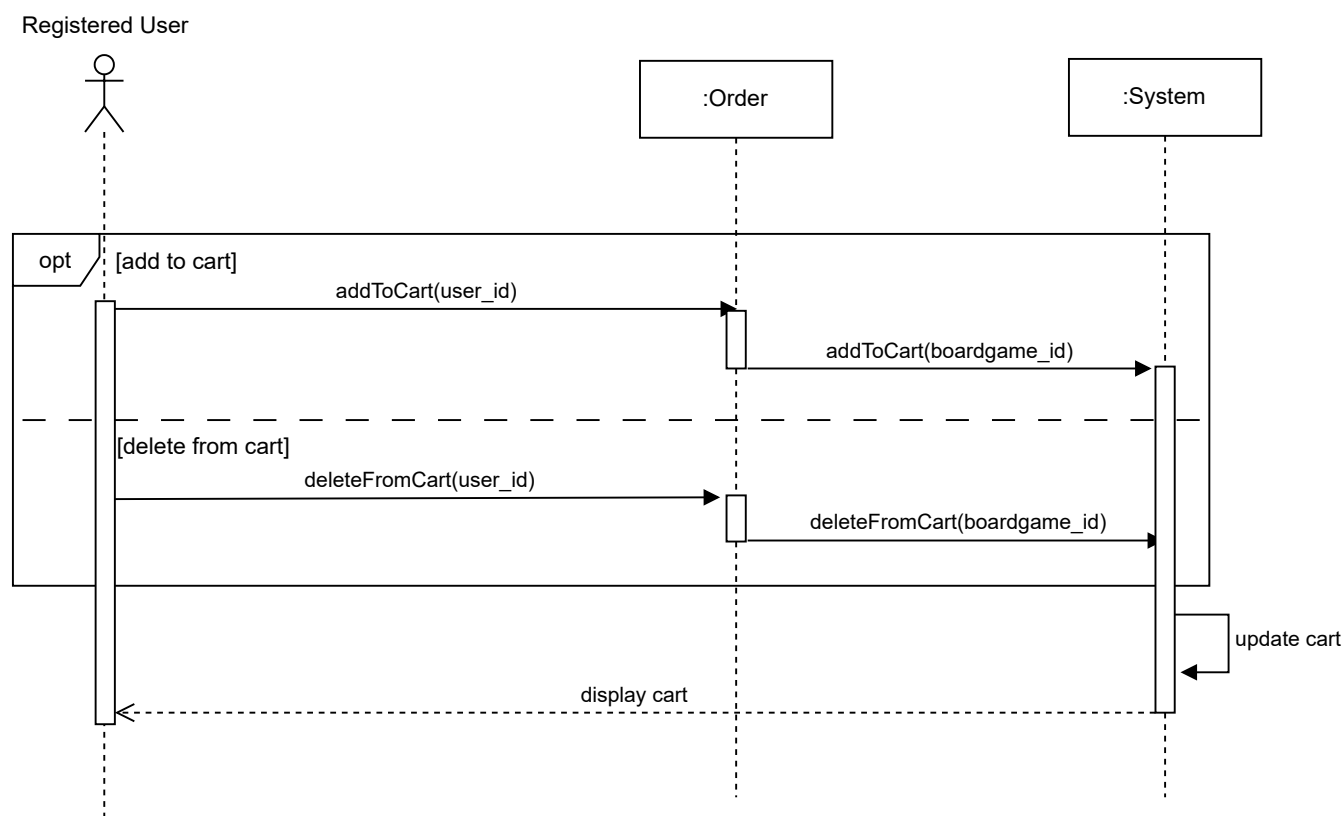 Registered User
:Order
:System
opt
[add to cart]
addToCart(user_id)
addToCart(boardgame_id)
[delete from cart]
deleteFromCart(user_id)
deleteFromCart(boardgame_id)
update cart
display cart